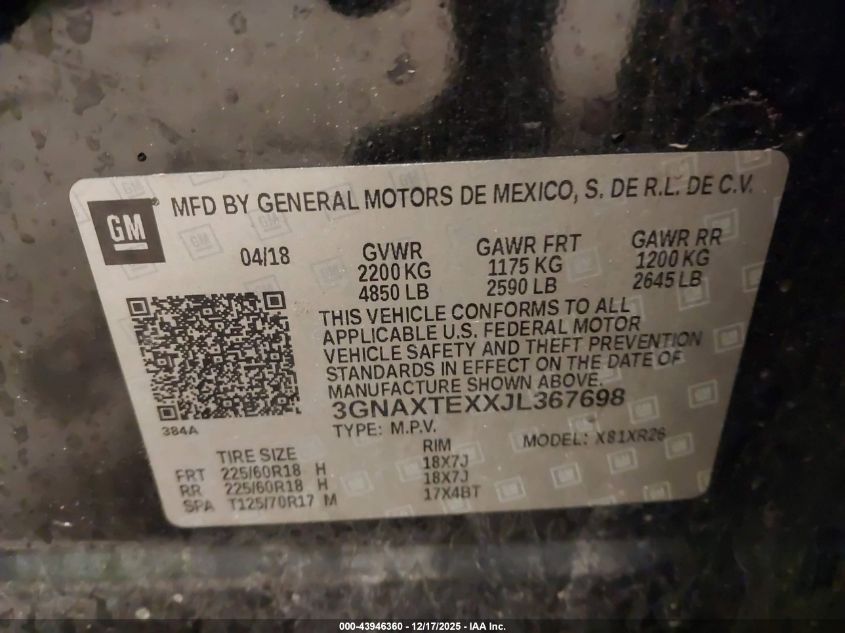 GM
MFD BY GENERAL MOTORS DE MEXICO, S. DE R.L. DE C.V.
04/18 GVWR GAWR FRT GAWR RR
2200 KG 1175 KG 1200 KG
4850 LB 2590 LB 2645 LB
THIS VEHICLE CONFORMS TO ALL
APPLICABLE U.S. FEDERAL MOTOR
VEHICLE SAFETY AND THEFT PREVENTION
STANDARDS IN EFFECT ON THE DATE OF
MANUFACTURE SHOWN ABOVE.
3GNAXTEXXJL367698
384A
TYPE: M.P.V. MODEL: X81XR26
TIRE SIZE RIM
FRT 225/60R18 H 18X7J
RR 225/60R18 H 18X7J
SPA T125/70R17 M 17X4BT
000-43946360 - 12/17/2025 - IAA Inc.